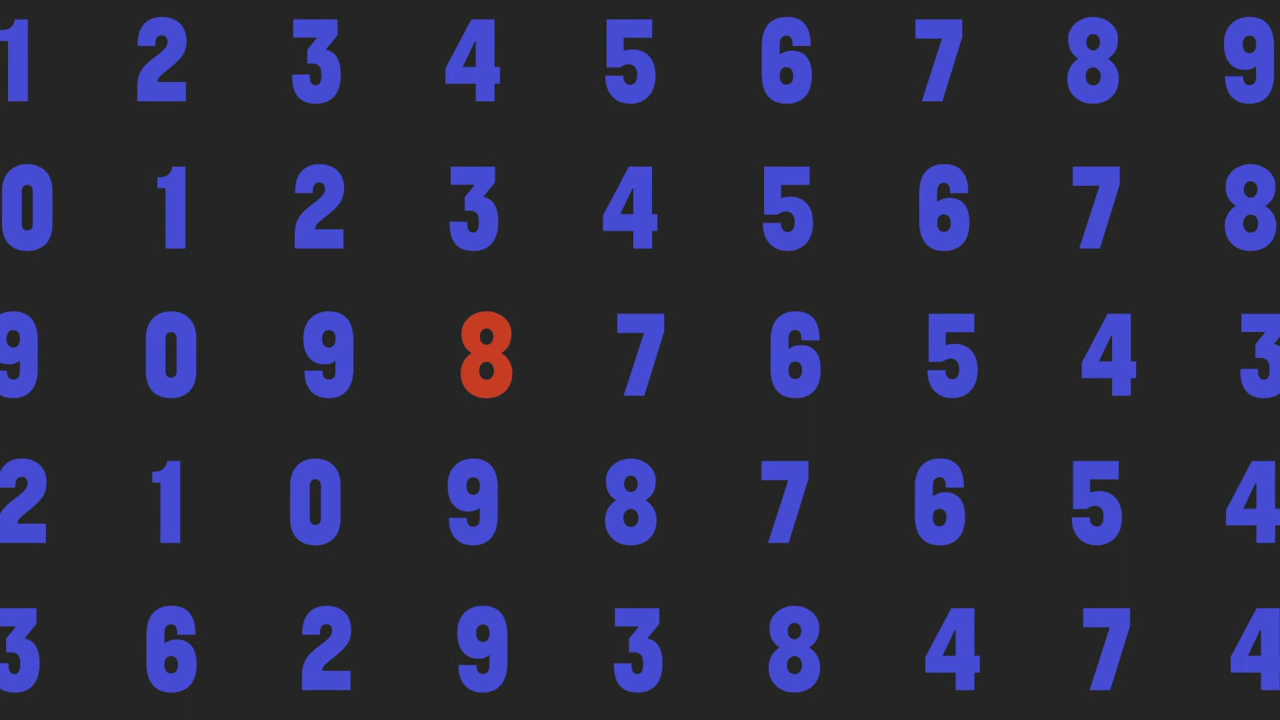 1 2 3 4 5 6 7 8 9
0 1 2 3 4 5 6 7 8
9 0 9 8 7 6 5 4 3
2 1 0 9 8 7 6 5 4
3 6 2 9 3 8 4 7 4